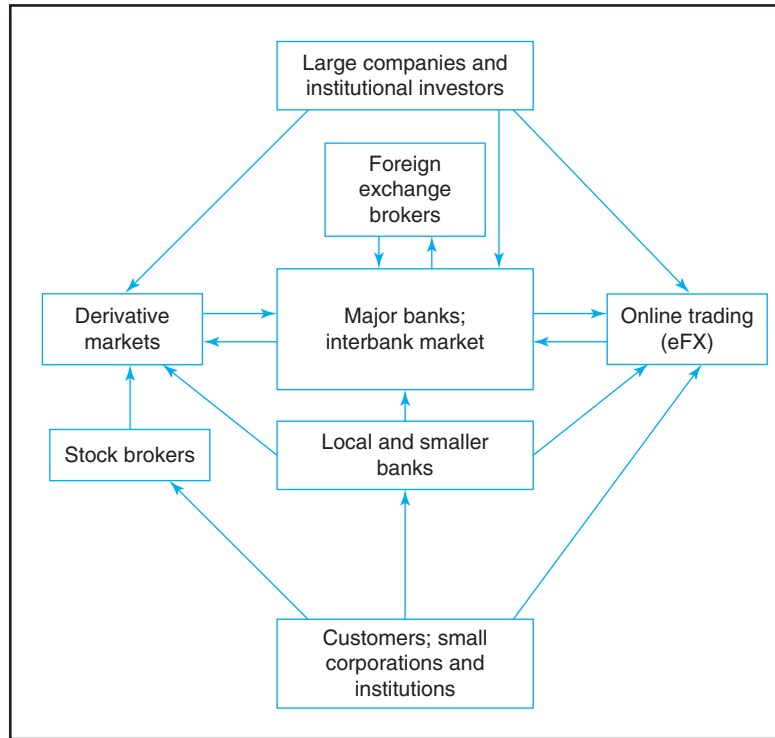 Large companies and
institutional investors
Foreign
exchange
brokers
Derivative
markets
Major banks;
interbank market
Online trading
(eFX)
Stock brokers
Local and smaller
banks
Customers; small
corporations and
institutions